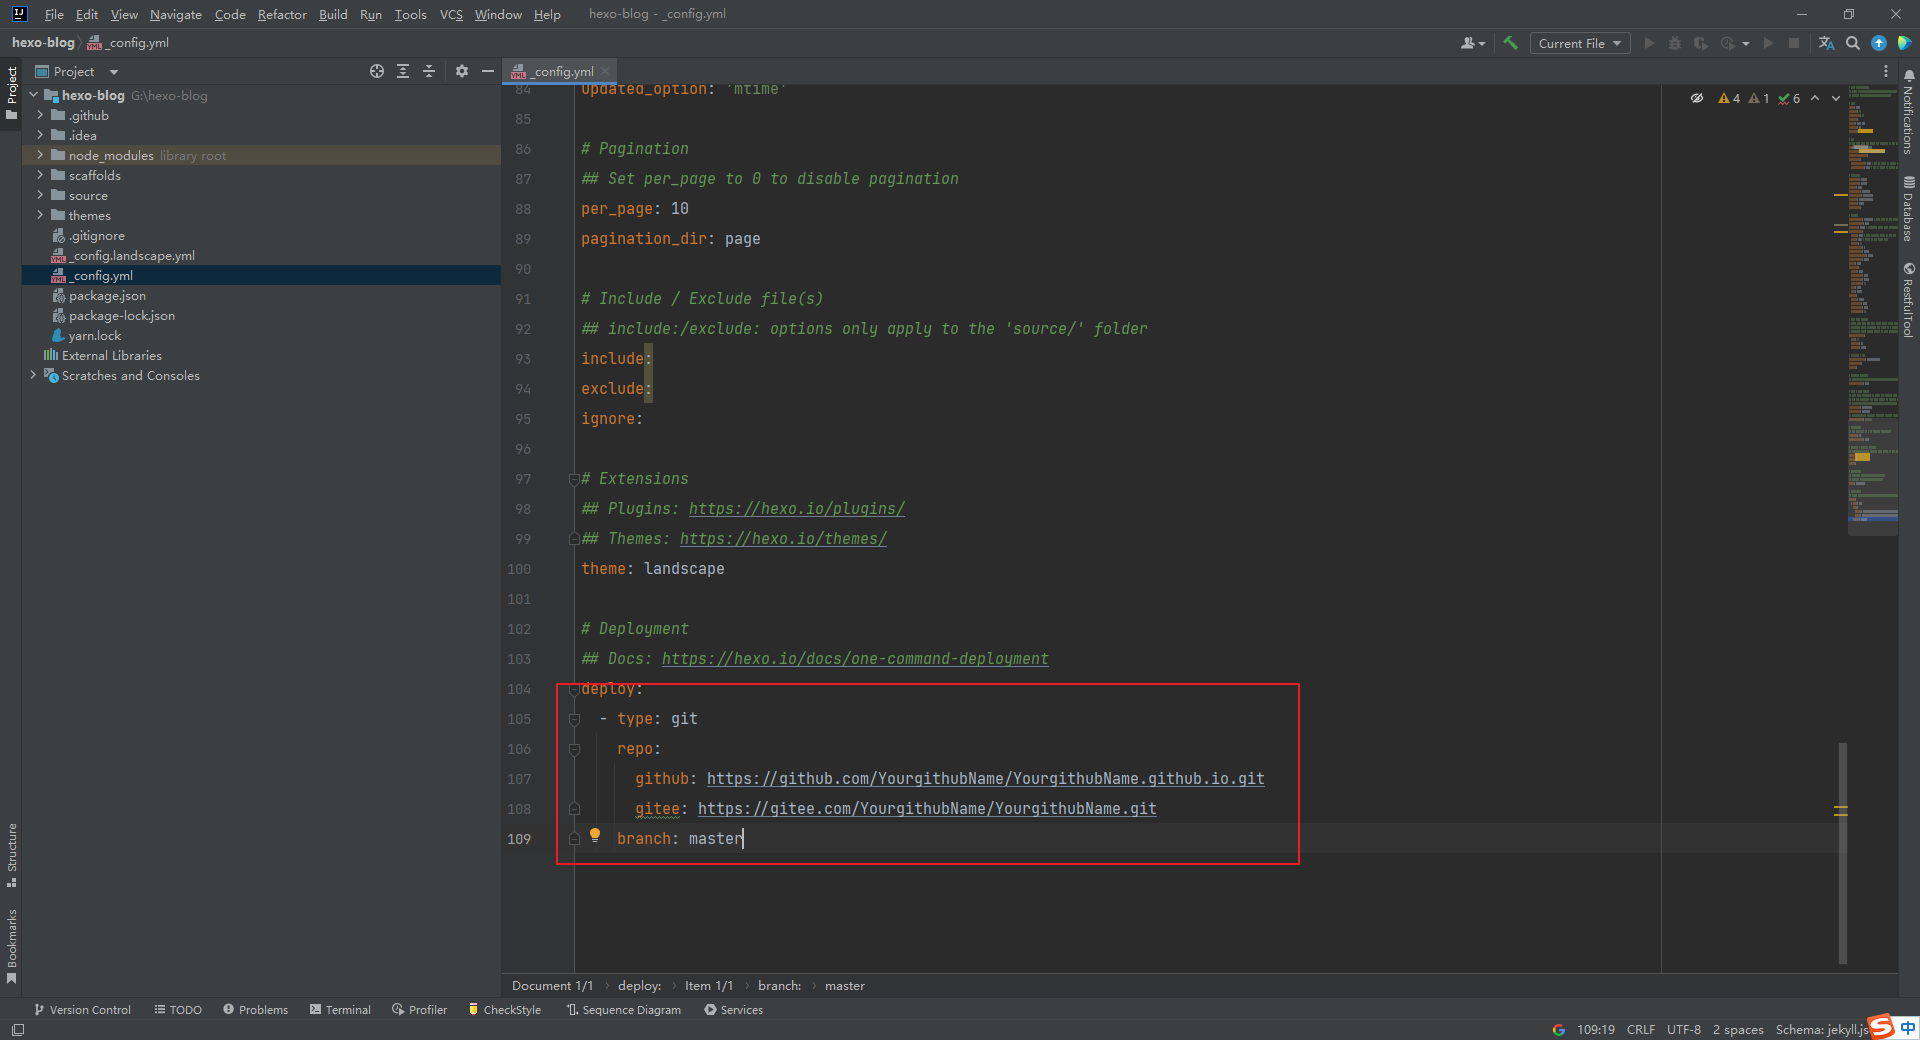 File Edit View Navigate Code Refactor Build Run Tools VCS Window Help hexo-blog - _config.yml
hexo-blog _config.yml
Current File
Project
_config.yml
hexo-blog G:\hexo-blog
.github
.idea
node_modules library root
scaffolds
source
themes
.gitignore
_config.landscape.yml
_config.yml
package.json
package-lock.json
yarn.lock
External Libraries
Scratches and Consoles
Project
Structure
Bookmarks
4 1 6
84 updated_option: 'mtime'
85
86 # Pagination
87 ## Set per_page to 0 to disable pagination
88 per_page: 10
89 pagination_dir: page
90
91 # Include / Exclude file(s)
92 ## include:/exclude: options only apply to the 'source/' folder
93 include:
94 exclude:
95 ignore:
96
97 # Extensions
98 ## Plugins: https://hexo.io/plugins/
99 ## Themes: https://hexo.io/themes/
100 theme: landscape
101
102 # Deployment
103 ## Docs: https://hexo.io/docs/one-command-deployment
104 deploy:
105 - type: git
106 repo:
107 github: https://github.com/YourgithubName/YourgithubName.github.io.git
108 gitee: https://gitee.com/YourgithubName/YourgithubName.git
109 branch: master
Notifications
Database
RestfulTool
Document 1/1 deploy: Item 1/1 branch: master
Version Control TODO Problems Terminal Profiler CheckStyle Sequence Diagram Services
109:19 CRLF UTF-8 2 spaces Schema: jekyll.js
中